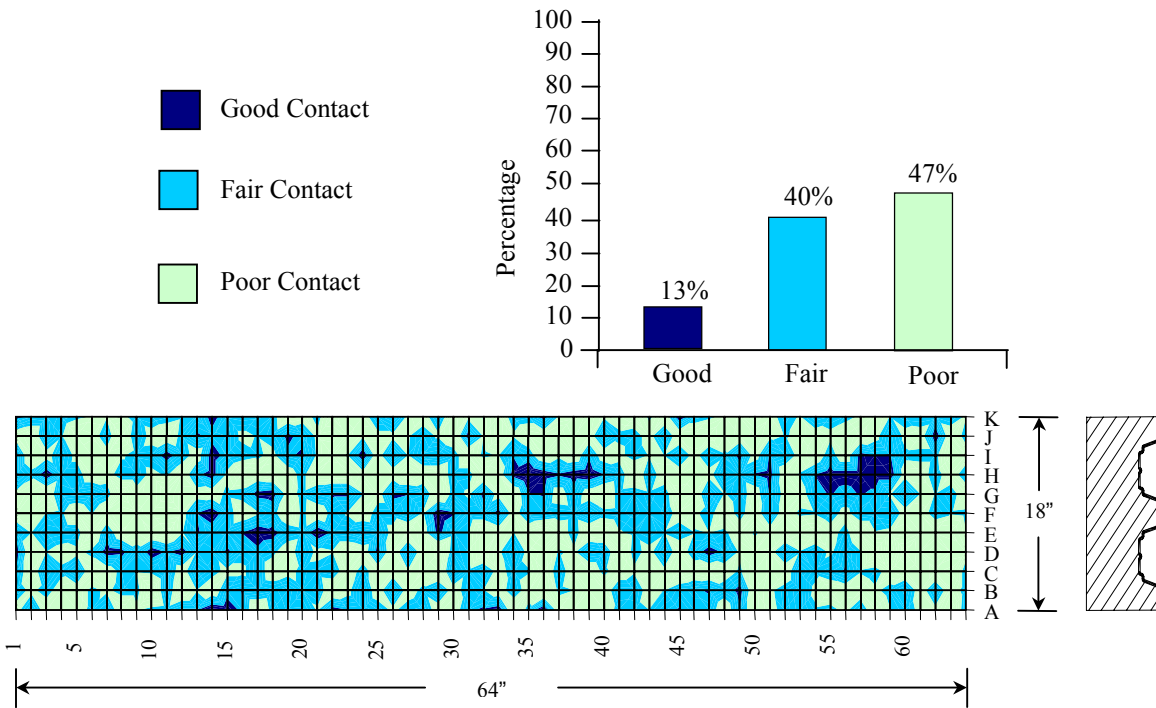 Good Contact
Fair Contact
Poor Contact
Percentage
100
90
80
70
60
50
40
30
20
10
0
13%
40%
47%
Good Fair Poor
K
J
I
H
G
F
E
D
C
B
A
1 5 10 15 20 25 30 35 40 45 50 55 60
64”
18”